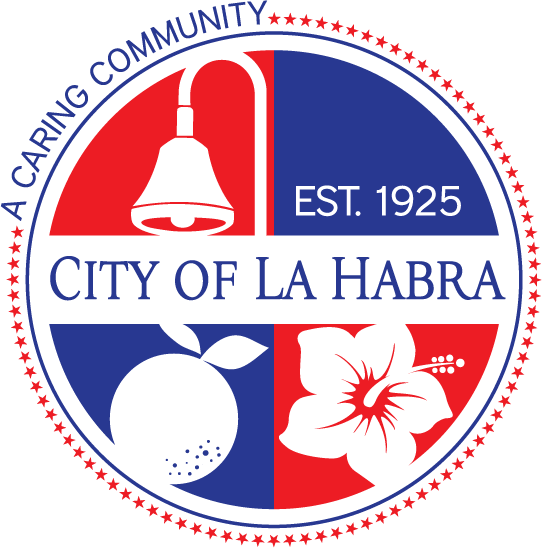 A CARING COMMUNITY
EST. 1925
CITY OF LA HABRA